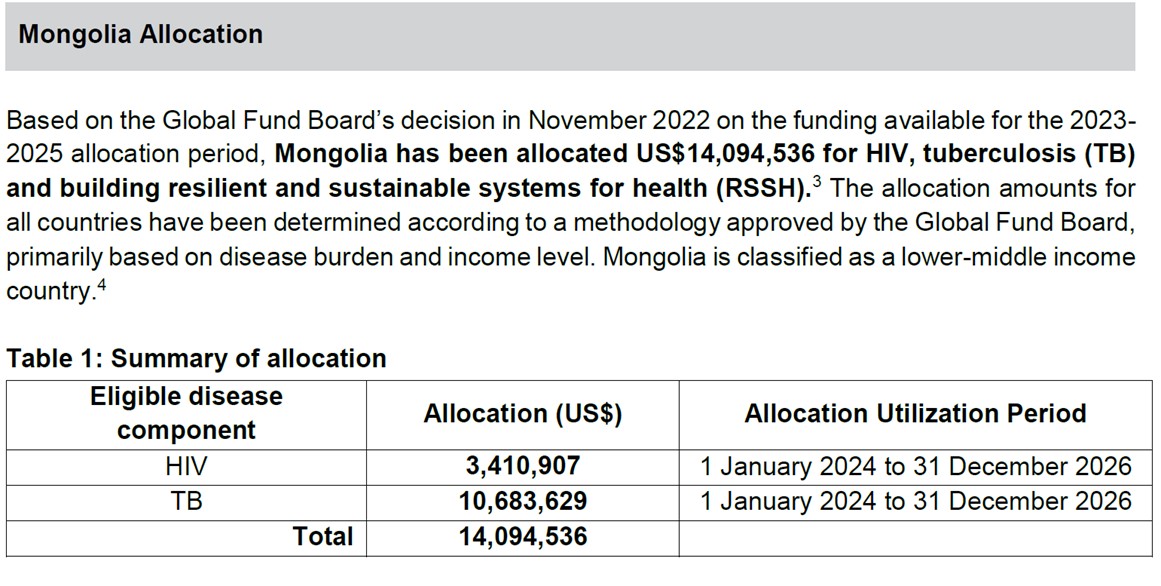 Mongolia Allocation
Based on the Global Fund Board’s decision in November 2022 on the funding available for the 2023-
2025 allocation period, Mongolia has been allocated US$14,094,536 for HIV, tuberculosis (TB)
and building resilient and sustainable systems for health (RSSH).³ The allocation amounts for
all countries have been determined according to a methodology approved by the Global Fund Board,
primarily based on disease burden and income level. Mongolia is classified as a lower-middle income
country.⁴
Table 1: Summary of allocation
Eligible disease
component
Allocation (US$)
Allocation Utilization Period
HIV 3,410,907 1 January 2024 to 31 December 2026
TB 10,683,629 1 January 2024 to 31 December 2026
Total 14,094,536